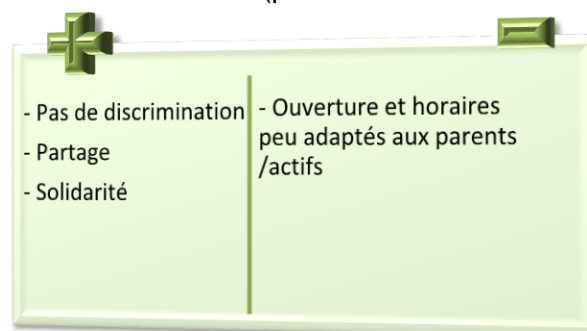 - Pas de discrimination
- Partage
- Solidarité
- Ouverture et horaires
peu adaptés aux parents
/actifs